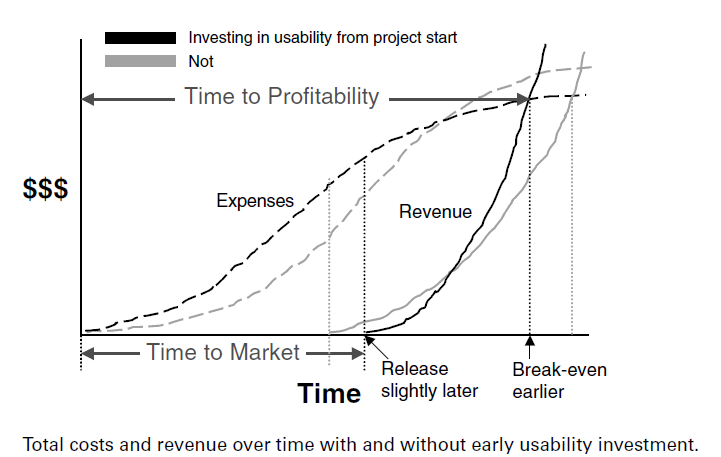 Investing in usability from project start
Not
Time to Profitability
$$$
Expenses
Revenue
Time to Market
Time
Release
slightly later
Break-even
earlier
Total costs and revenue over time with and without early usability investment.